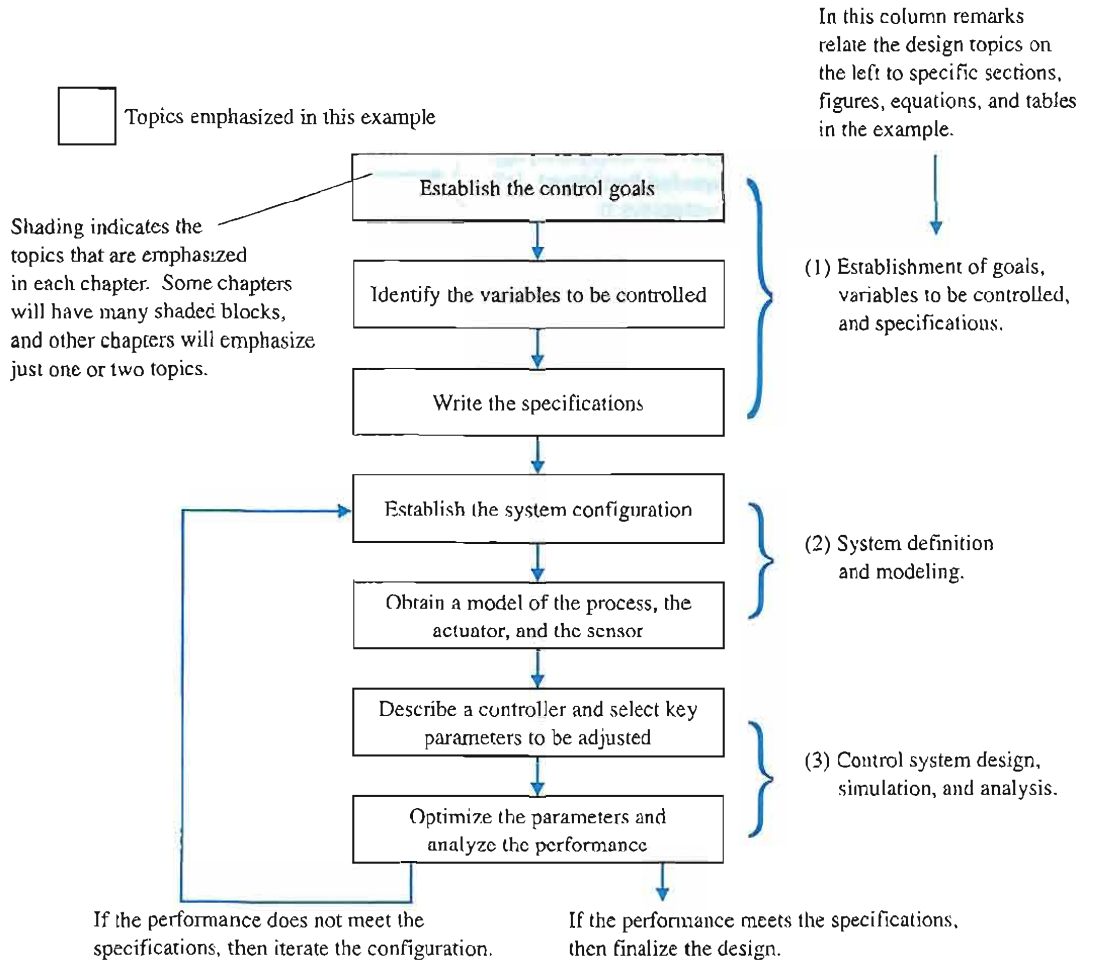 In this column remarks
relate the design topics on
the left to specific sections,
figures, equations, and tables
in the example.
Topics emphasized in this example
Establish the control goals
Shading indicates the
topics that are emphasized
in each chapter. Some chapters
will have many shaded blocks,
and other chapters will emphasize
just one or two topics.
Identify the variables to be controlled
(1) Establishment of goals,
variables to be controlled,
and specifications.
Write the specifications
Establish the system configuration
(2) System definition
and modeling.
Obtain a model of the process, the
actuator, and the sensor
Describe a controller and select key
parameters to be adjusted
(3) Control system design,
simulation, and analysis.
Optimize the parameters and
analyze the performance
If the performance does not meet the
specifications, then iterate the configuration.
If the performance meets the specifications,
then finalize the design.